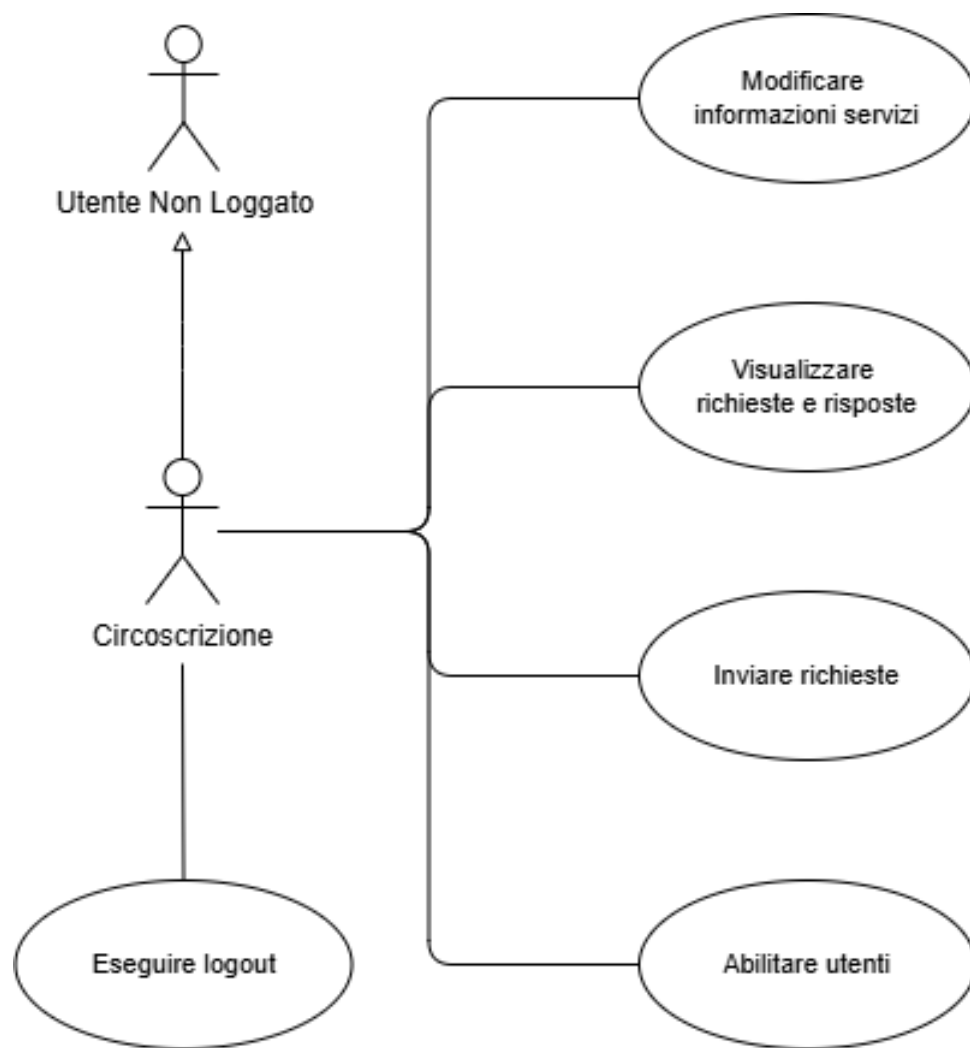 Modificare
informazioni servizi
Utente Non Loggato
Visualizzare
richieste e risposte
Circoscrizione
Inviare richieste
Eseguire logout
Abilitare utenti